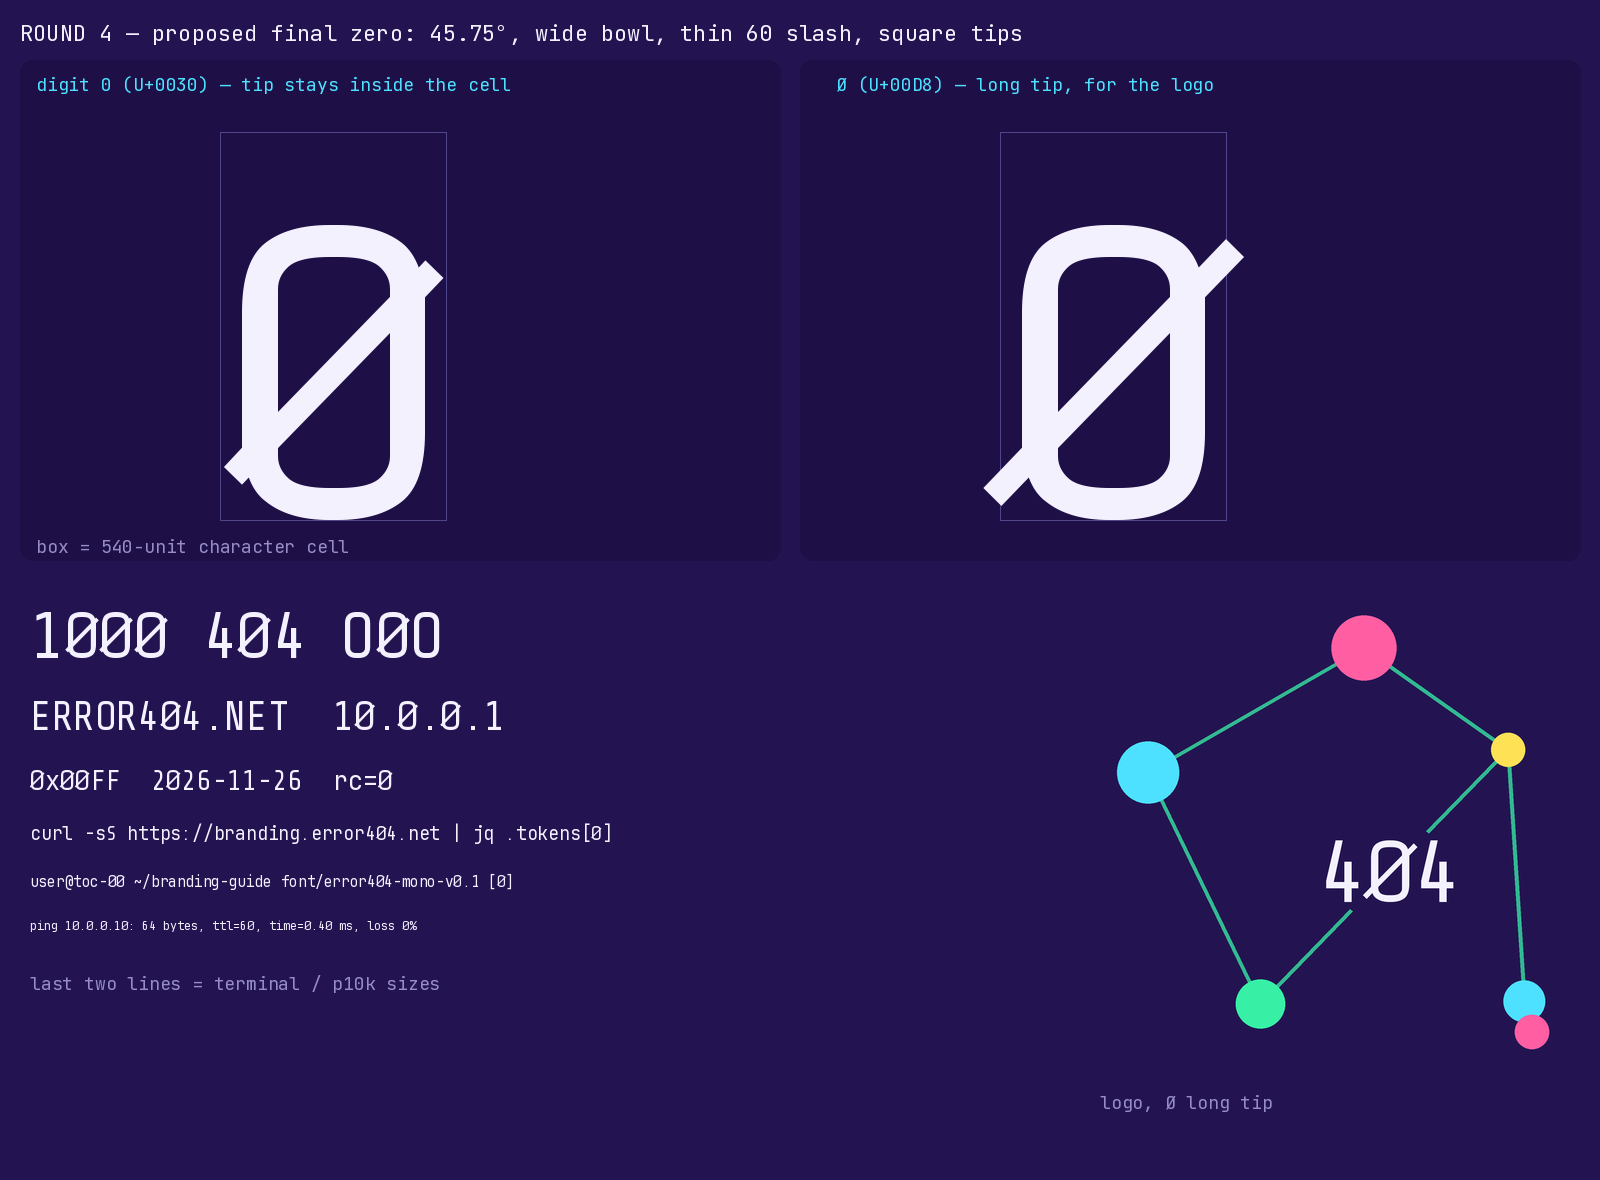 ROUND 4 — proposed final zero: 45.75°, wide bowl, thin 60 slash, square tips
digit 0 (U+0030) — tip stays inside the cell
Ø (U+00D8) — long tip, for the logo
0
Ø
box = 540-unit character cell
1000 404 O0O
ERROR404.NET 10.0.0.1
0x00FF 2026-11-26 rc=0
curl -sS https://branding.error404.net | jq .tokens[0]
user@toc-00 ~/branding-guide font/error404-mono-v0.1 [0]
ping 10.0.0.10: 64 bytes, ttl=60, time=0.40 ms, loss 0%
last two lines = terminal / p10k sizes
4Ø4
logo, Ø long tip